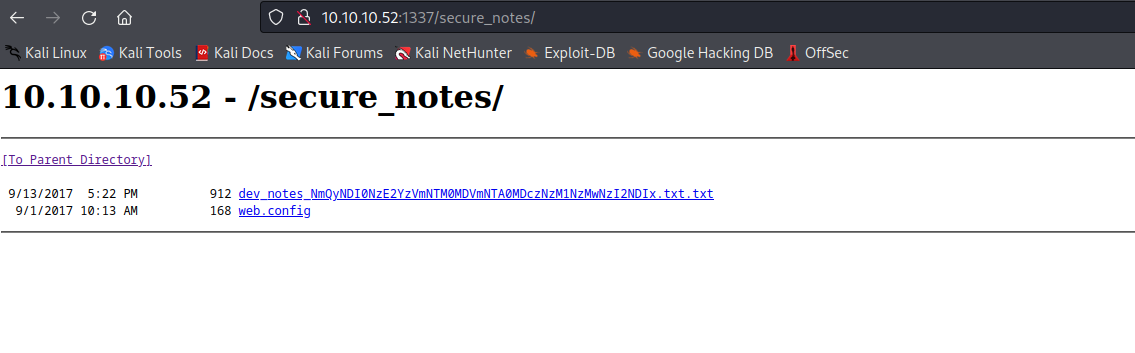 10.10.10.52:1337/secure_notes/
Kali Linux Kali Tools Kali Docs Kali Forums Kali NetHunter Exploit-DB Google Hacking DB OffSec
10.10.10.52 - /secure_notes/
[To Parent Directory]
9/13/2017 5:22 PM 912 dev_notes_NmQyNDI0NzE2YzVmNTM0MDVmNTA0MDczNzM1NzMwNzI2NDIx.txt.txt
9/1/2017 10:13 AM 168 web.config